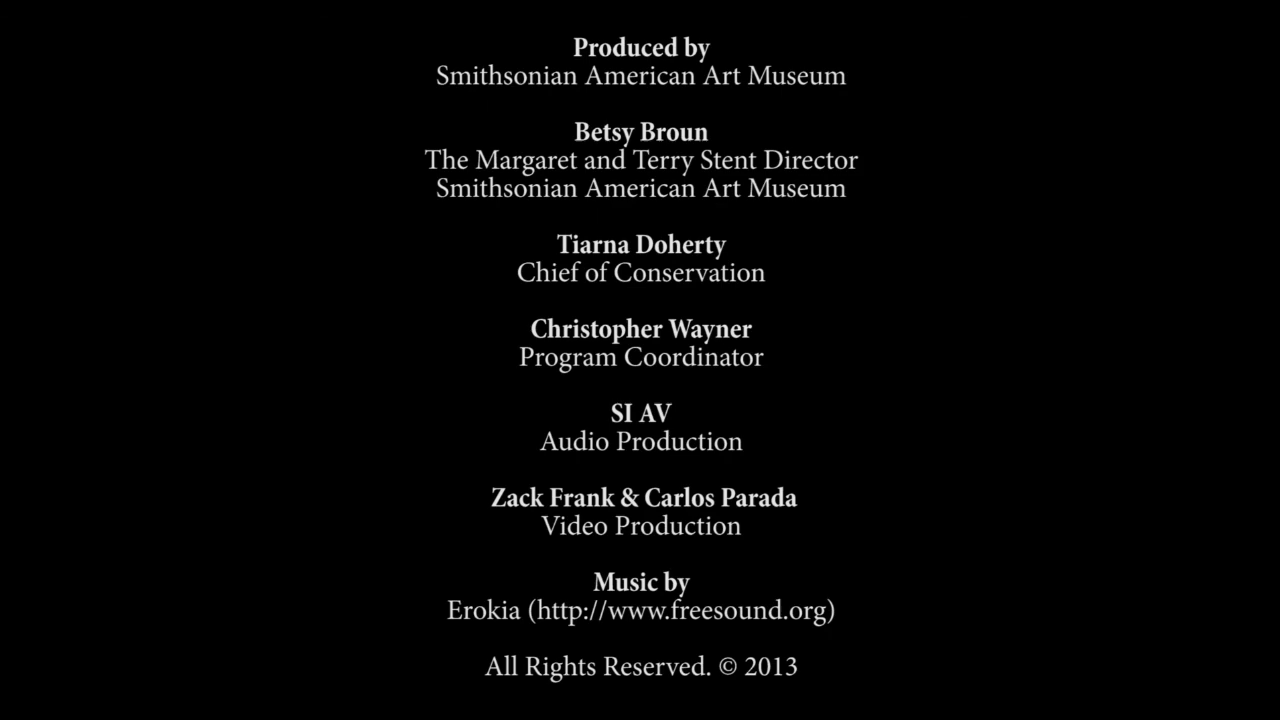 Produced by
Smithsonian American Art Museum
Betsy Broun
The Margaret and Terry Stent Director
Smithsonian American Art Museum
Tiarna Doherty
Chief of Conservation
Christopher Wayner
Program Coordinator
SI AV
Audio Production
Zack Frank & Carlos Parada
Video Production
Music by
Erokia (http://www.freesound.org)
All Rights Reserved. © 2013